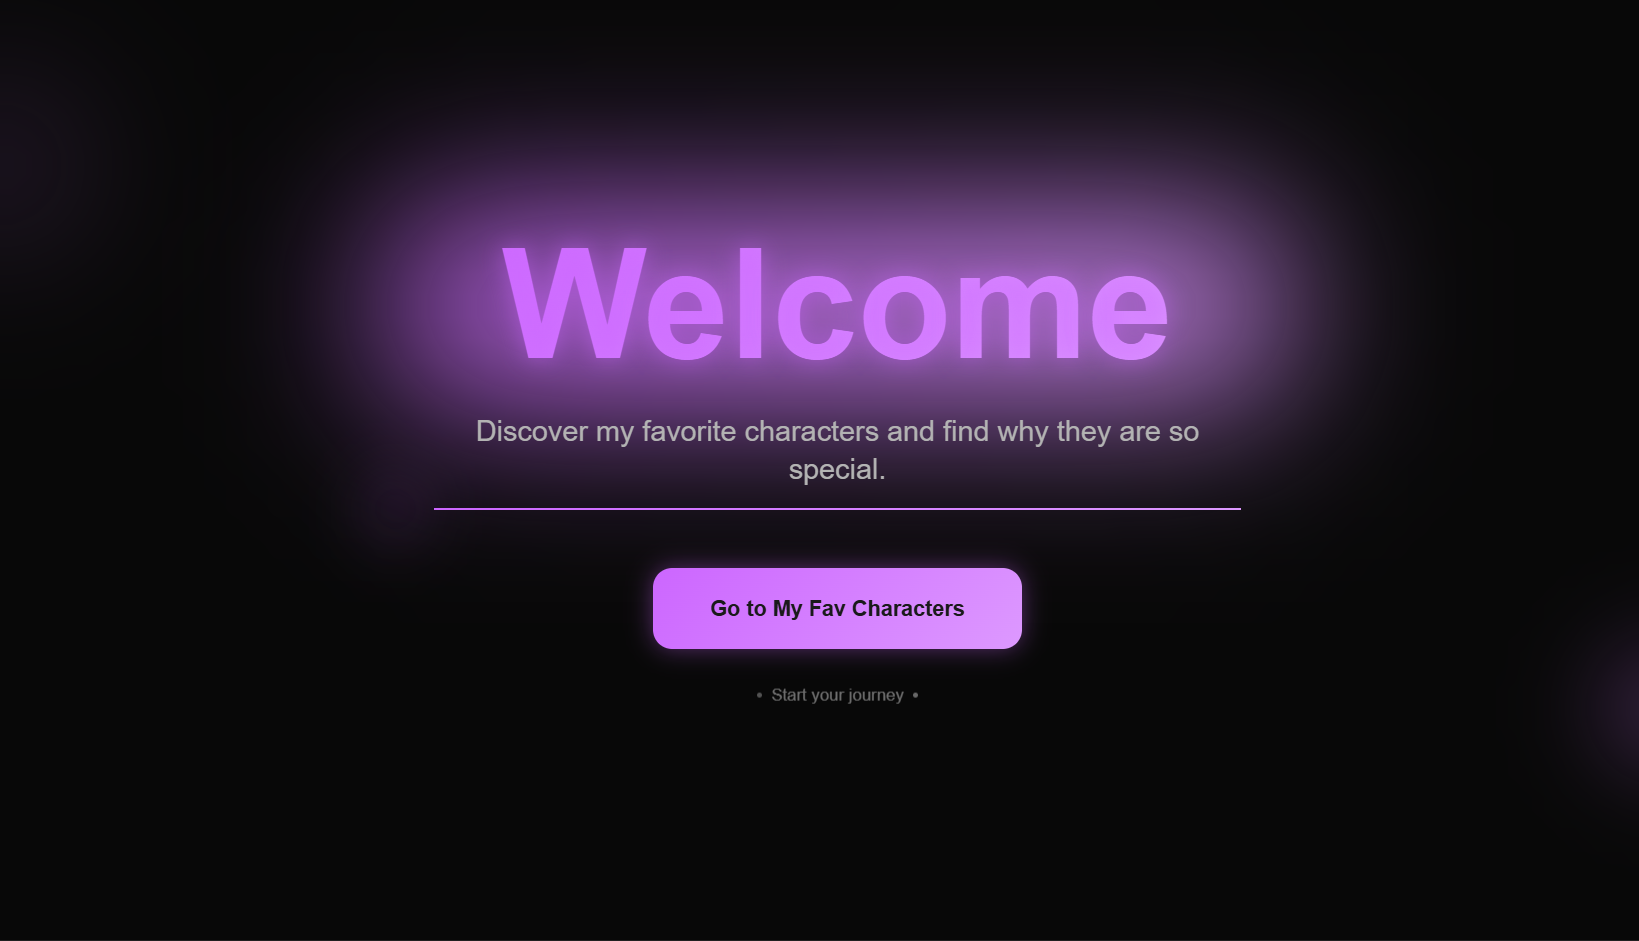 Welcome
Discover my favorite characters and find why they are so
special.
Go to My Fav Characters
• Start your journey •